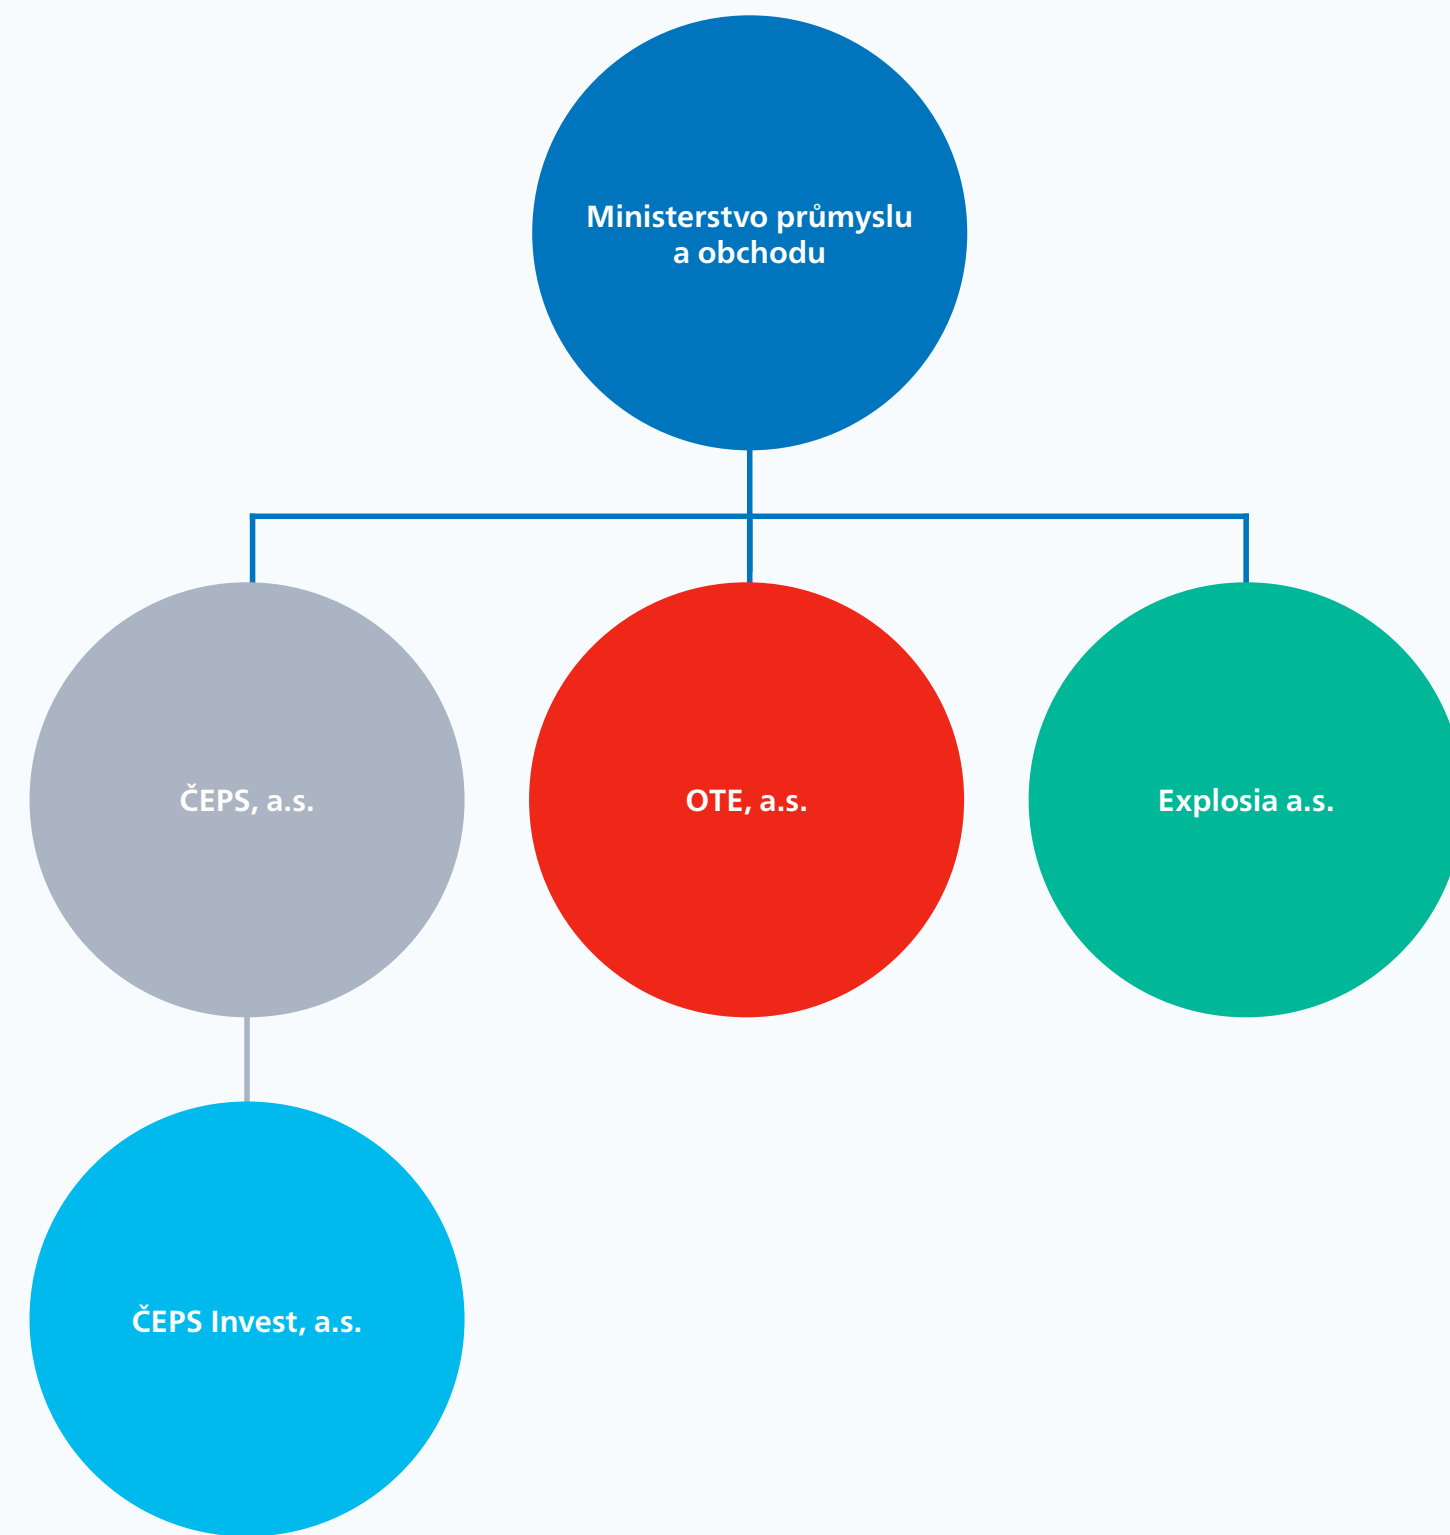 Ministerstvo průmyslu
a obchodu
ČEPS, a.s.
OTE, a.s.
Explosia a.s.
ČEPS Invest, a.s.